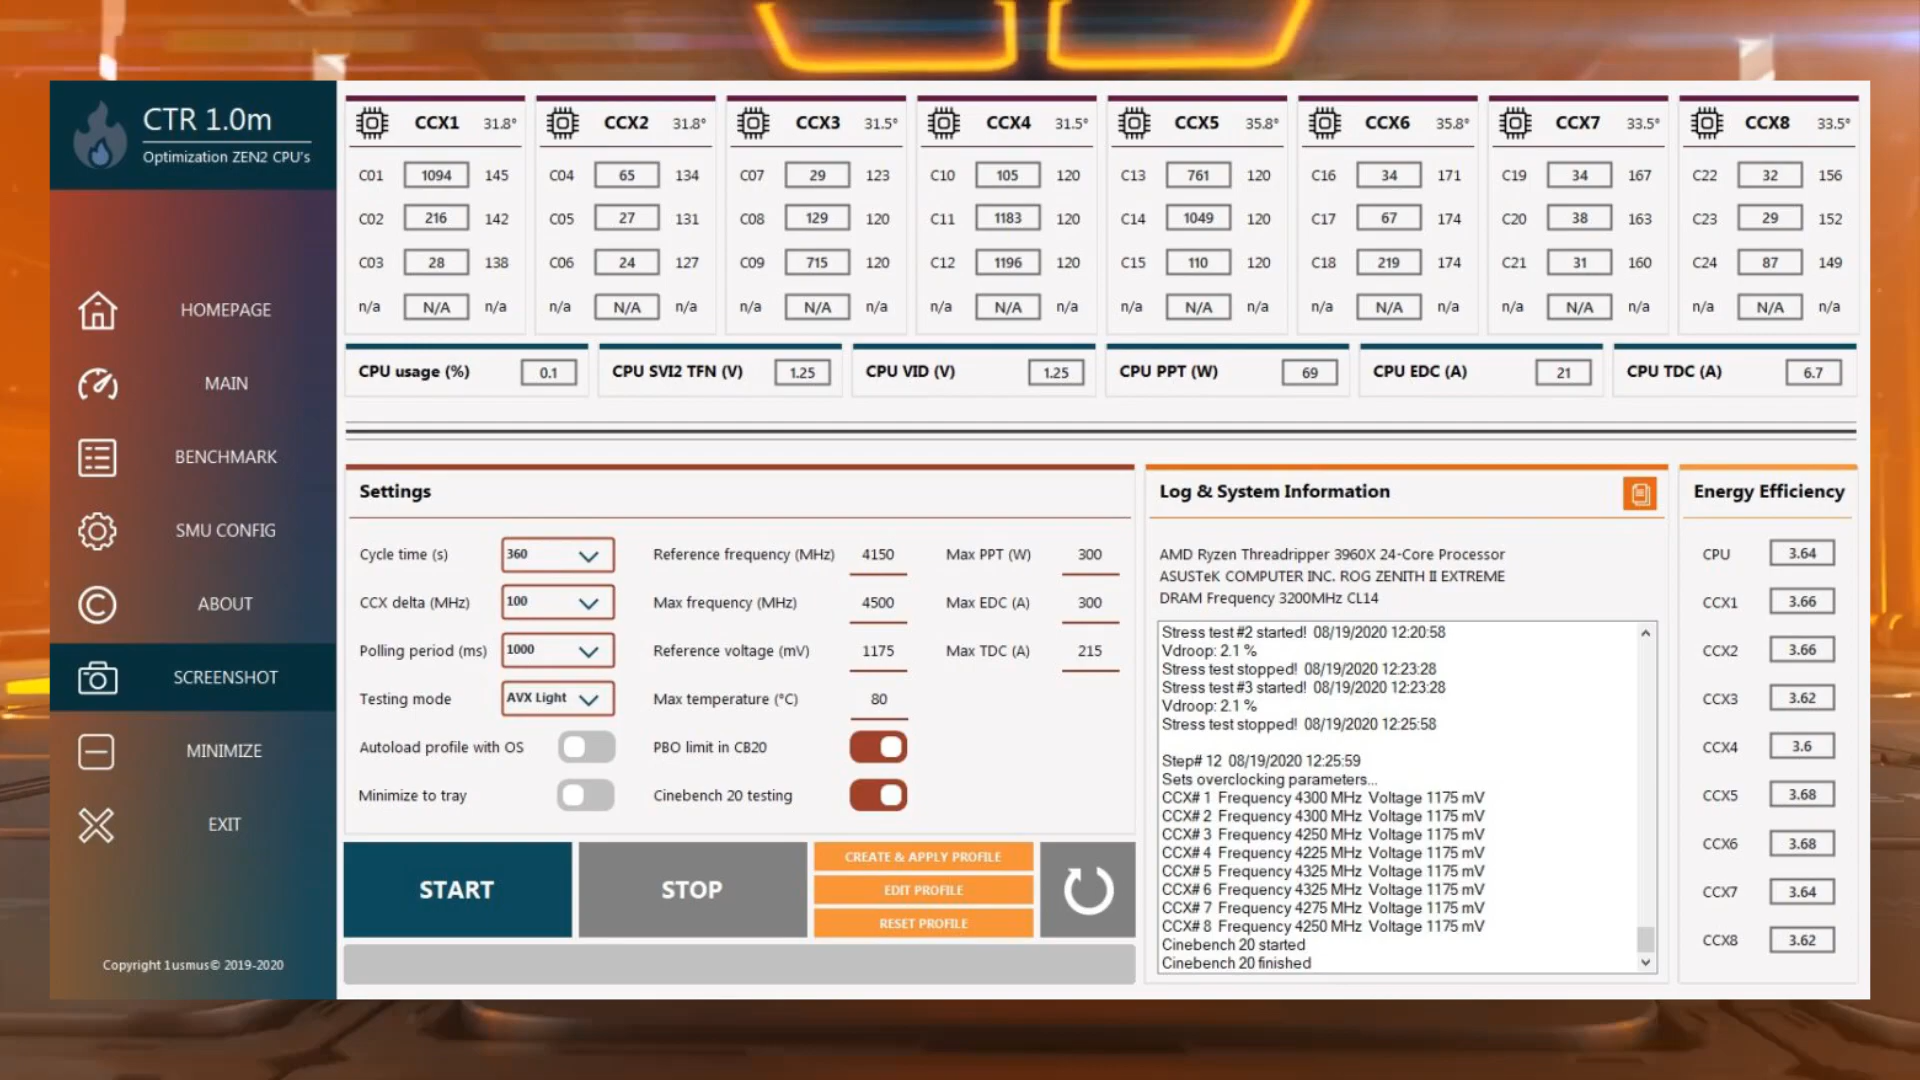 CTR 1.0m
Optimization ZEN2 CPU's
HOMEPAGE
MAIN
BENCHMARK
SMU CONFIG
ABOUT
SCREENSHOT
MINIMIZE
EXIT
Copyright 1usmus© 2019-2020
CCX1 31.8°
C01 1094 145
C02 216 142
C03 28 138
n/a N/A n/a
CCX2 31.8°
C04 65 134
C05 27 131
C06 24 127
n/a N/A n/a
CCX3 31.5°
C07 29 123
C08 129 120
C09 715 120
n/a N/A n/a
CCX4 31.5°
C10 105 120
C11 1183 120
C12 1196 120
n/a N/A n/a
CCX5 35.8°
C13 761 120
C14 1049 120
C15 110 120
n/a N/A n/a
CCX6 35.8°
C16 34 171
C17 67 174
C18 219 174
n/a N/A n/a
CCX7 33.5°
C19 34 167
C20 38 163
C21 31 160
n/a N/A n/a
CCX8 33.5°
C22 32 156
C23 29 152
C24 87 149
n/a N/A n/a
CPU usage (%) 0.1
CPU SVI2 TFN (V) 1.25
CPU VID (V) 1.25
CPU PPT (W) 69
CPU EDC (A) 21
CPU TDC (A) 6.7
Settings
Cycle time (s) 360 Reference frequency (MHz) 4150 Max PPT (W) 300
CCX delta (MHz) 100 Max frequency (MHz) 4500 Max EDC (A) 300
Polling period (ms) 1000 Reference voltage (mV) 1175 Max TDC (A) 215
Testing mode AVX Light Max temperature (°C) 80
Autoload profile with OS PBO limit in CB20
Minimize to tray Cinebench 20 testing
START
STOP
CREATE & APPLY PROFILE
EDIT PROFILE
RESET PROFILE
Log & System Information
AMD Ryzen Threadripper 3960X 24-Core Processor
ASUSTeK COMPUTER INC. ROG ZENITH II EXTREME
DRAM Frequency 3200MHz CL14
Stress test #2 started! 08/19/2020 12:20:58
Vdroop: 2.1 %
Stress test stopped! 08/19/2020 12:23:28
Stress test #3 started! 08/19/2020 12:23:28
Vdroop: 2.1 %
Stress test stopped! 08/19/2020 12:25:58
Step# 12 08/19/2020 12:25:59
Sets overclocking parameters...
CCX# 1 Frequency 4300 MHz Voltage 1175 mV
CCX# 2 Frequency 4300 MHz Voltage 1175 mV
CCX# 3 Frequency 4250 MHz Voltage 1175 mV
CCX# 4 Frequency 4225 MHz Voltage 1175 mV
CCX# 5 Frequency 4325 MHz Voltage 1175 mV
CCX# 6 Frequency 4325 MHz Voltage 1175 mV
CCX# 7 Frequency 4275 MHz Voltage 1175 mV
CCX# 8 Frequency 4250 MHz Voltage 1175 mV
Cinebench 20 started
Cinebench 20 finished
Energy Efficiency
CPU 3.64
CCX1 3.66
CCX2 3.66
CCX3 3.62
CCX4 3.6
CCX5 3.68
CCX6 3.68
CCX7 3.64
CCX8 3.62